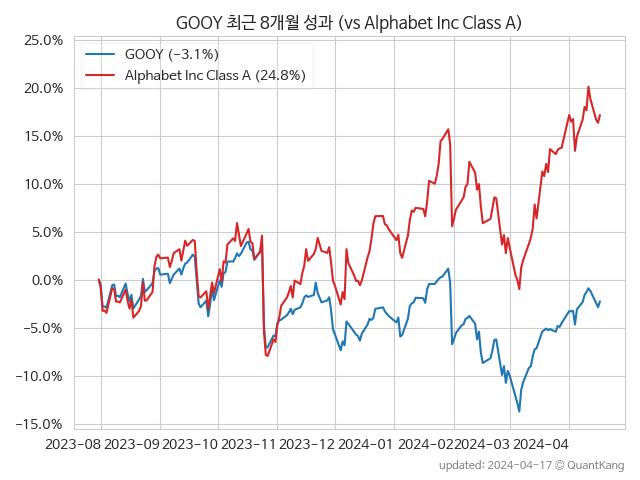 GOOY 최근 8개월 성과 (vs Alphabet Inc Class A)
25.0%
GOOY (−3.1%)
Alphabet Inc Class A (24.8%)
20.0%
15.0%
10.0%
5.0%
0.0%
−5.0%
−10.0%
−15.0%
2023−08 2023−09 2023−10 2023−11 2023−12 2024−01 2024−02 2024−03 2024−04
updated: 2024−04−17 © QuantKang